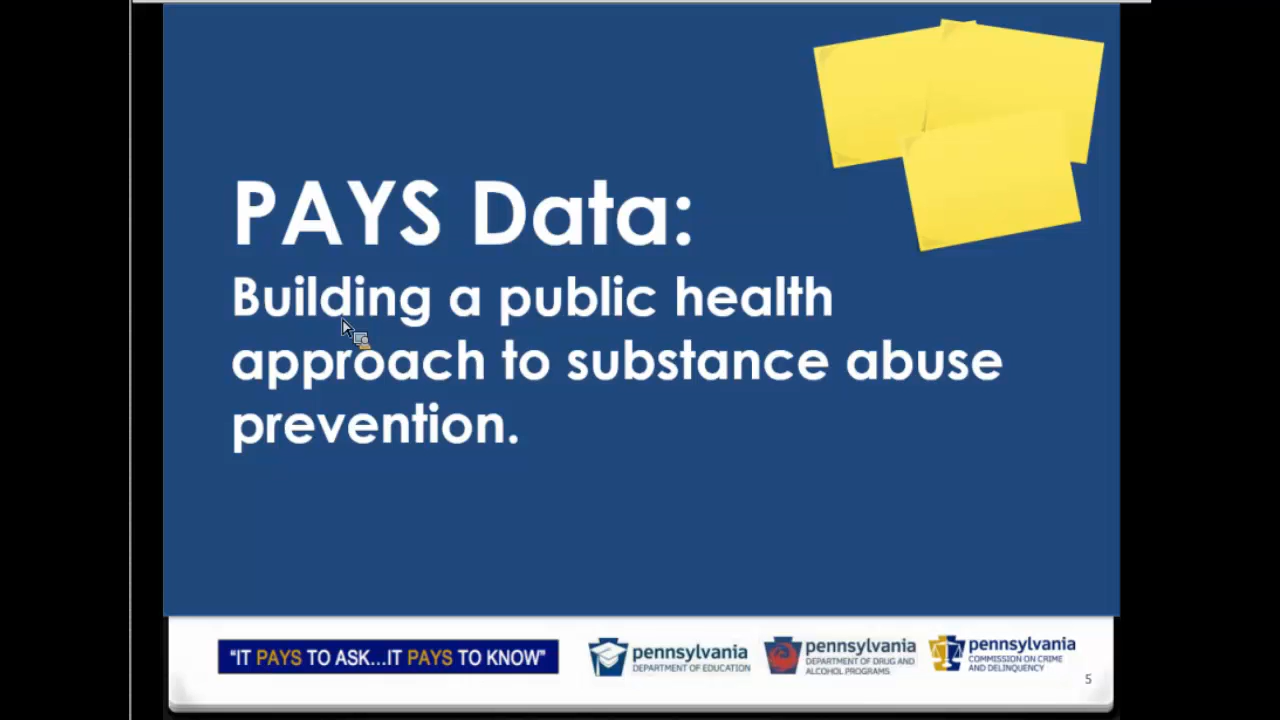 PAYS Data:
Building a public health
approach to substance abuse
prevention.
“IT PAYS TO ASK...IT PAYS TO KNOW”
pennsylvania
DEPARTMENT OF EDUCATION
pennsylvania
DEPARTMENT OF DRUG AND
ALCOHOL PROGRAMS
pennsylvania
COMMISSION ON CRIME
AND DELINQUENCY
5